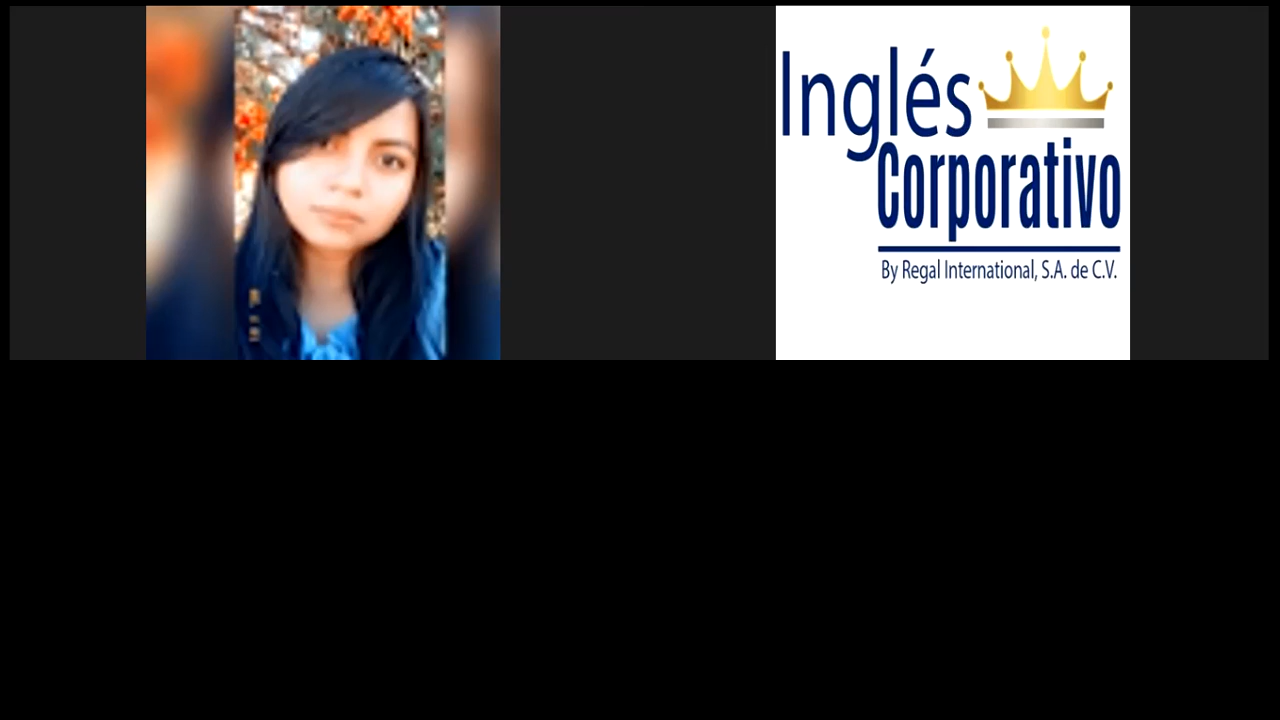 Inglés
Corporativo
By Regal International, S.A. de C.V.